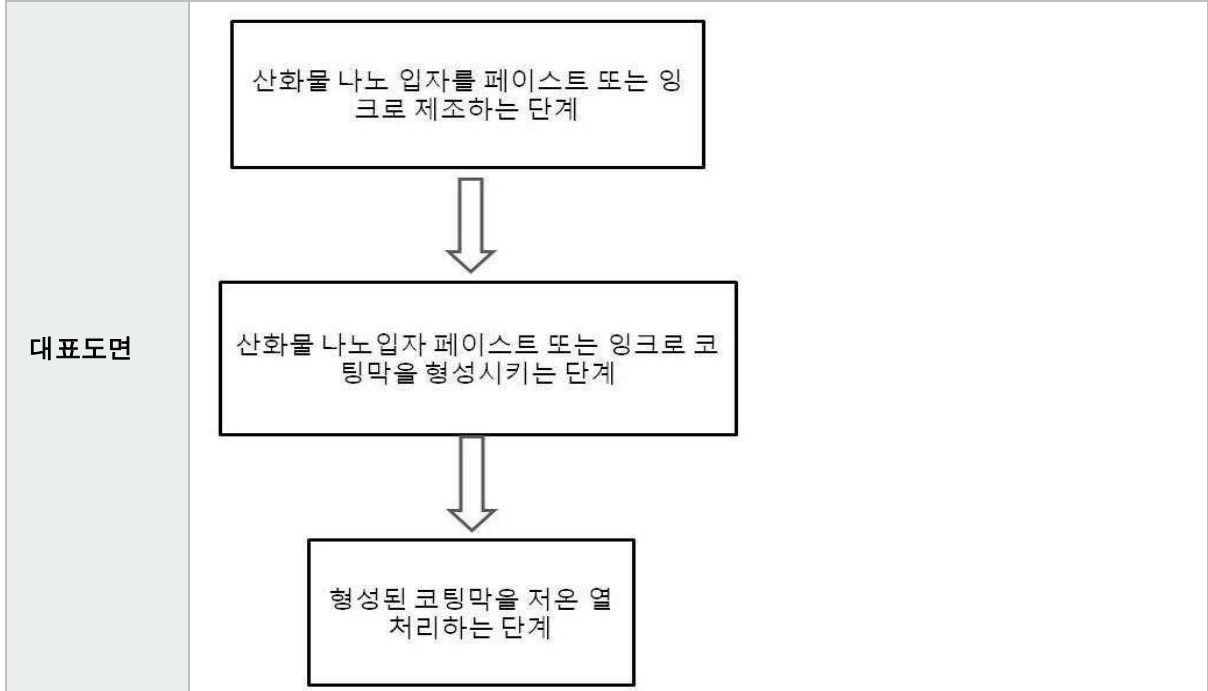 산화물 나노 입자를 페이스트 또는 잉
크로 제조하는 단계
대표도면
산화물 나노입자 페이스트 또는 잉크로 코
팅막을 형성시키는 단계
형성된 코팅막을 저온 열
처리하는 단계